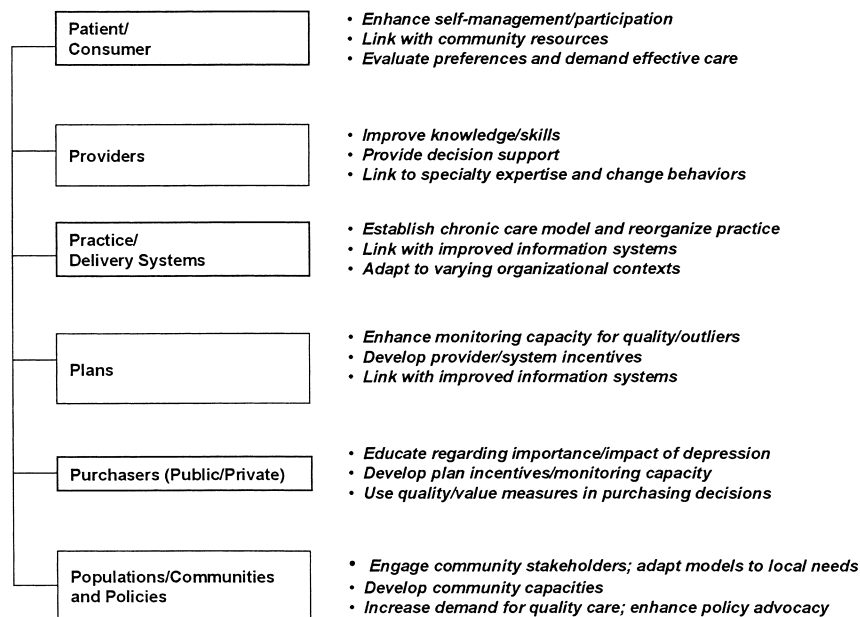 Patient/
Consumer
• Enhance self-management/participation
• Link with community resources
• Evaluate preferences and demand effective care
Providers
• Improve knowledge/skills
• Provide decision support
• Link to specialty expertise and change behaviors
Practice/
Delivery Systems
• Establish chronic care model and reorganize practice
• Link with improved information systems
• Adapt to varying organizational contexts
Plans
• Enhance monitoring capacity for quality/outliers
• Develop provider/system incentives
• Link with improved information systems
Purchasers (Public/Private)
• Educate regarding importance/impact of depression
• Develop plan incentives/monitoring capacity
• Use quality/value measures in purchasing decisions
Populations/Communities
and Policies
• Engage community stakeholders; adapt models to local needs
• Develop community capacities
• Increase demand for quality care; enhance policy advocacy